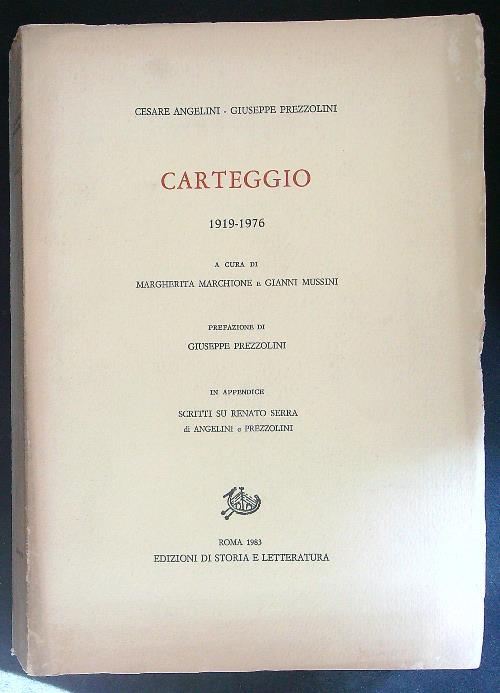 CESARE ANGELINI - GIUSEPPE PREZZOLINI
CARTEGGIO
1919-1976
A CURA DI
MARGHERITA MARCHIONE E GIANNI MUSSINI
PREFAZIONE DI
GIUSEPPE PREZZOLINI
IN APPENDICE
SCRITTI SU RENATO SERRA
di ANGELINI e PREZZOLINI
ROMA 1983
EDIZIONI DI STORIA E LETTERATURA